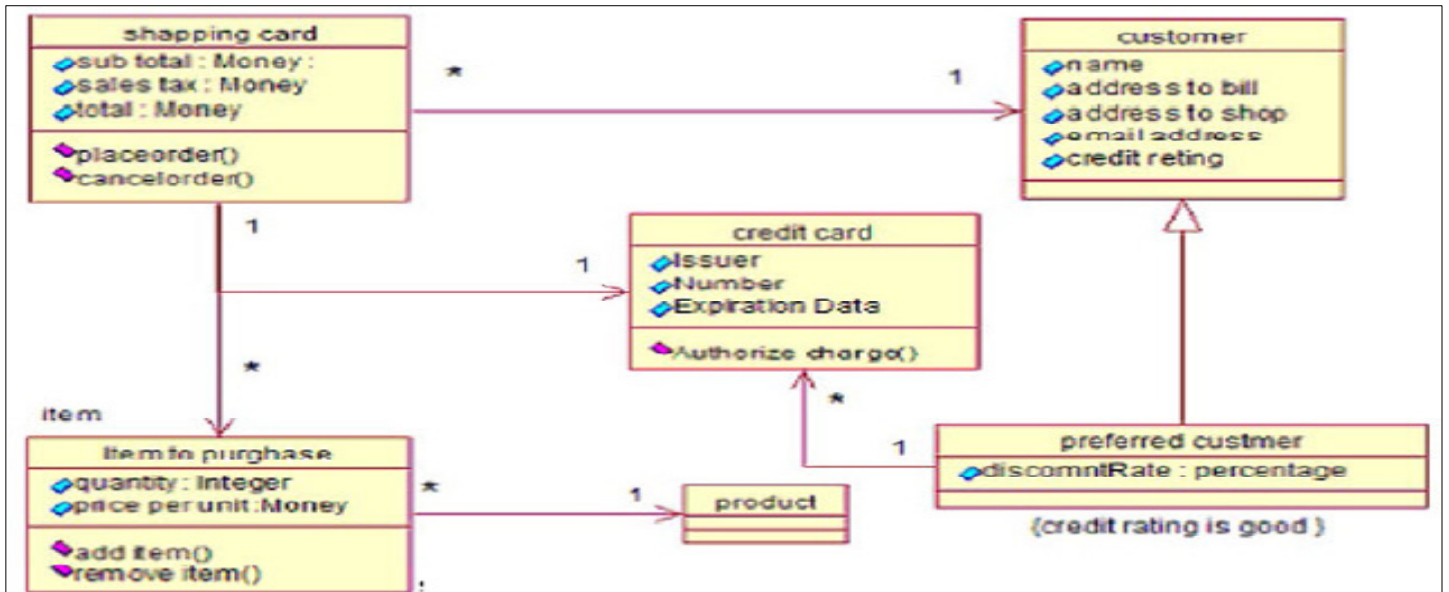 shapping card
sub total : Money :
sales tax : Money
total : Money
placeorder()
cancelorder()
*
1
customer
name
address to bill
address to shop
email address
credit reting
1
1
*
credit card
Issuer
Number
Expiration Data
Authorize chargo()
*
1
item
Item to purghase
quantity : Integer
price per unit :Money
add item()
remove item()
*
1
product
preferred custmer
discomntRate : percentage
{credit rating is good }